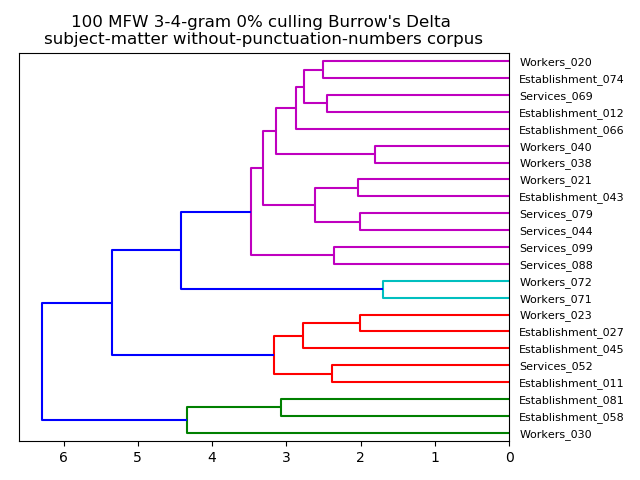 100 MFW 3-4-gram 0% culling Burrow's Delta
subject-matter without-punctuation-numbers corpus
Workers_020
Establishment_074
Services_069
Establishment_012
Establishment_066
Workers_040
Workers_038
Workers_021
Establishment_043
Services_079
Services_044
Services_099
Services_088
Workers_072
Workers_071
Workers_023
Establishment_027
Establishment_045
Services_052
Establishment_011
Establishment_081
Establishment_058
Workers_030
6 5 4 3 2 1 0